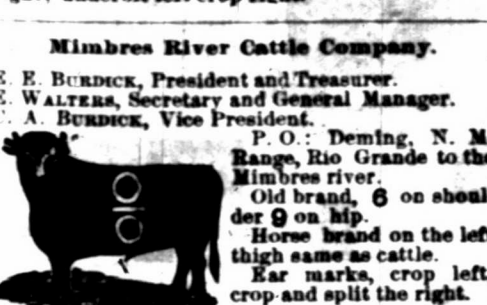 Mimbres River Cattle Company.
E. E. BURDICK, President and Treasurer.
E. WALTERS, Secretary and General Manager.
A. BURDICK, Vice President.
P. O.: Deming, N. M
Range, Rio Grande to the
Mimbres river.
Old brand, 6 on shoul
der 9 on hip.
Horse brand on the left
thigh same as cattle.
Ear marks, crop left
crop and split the right.